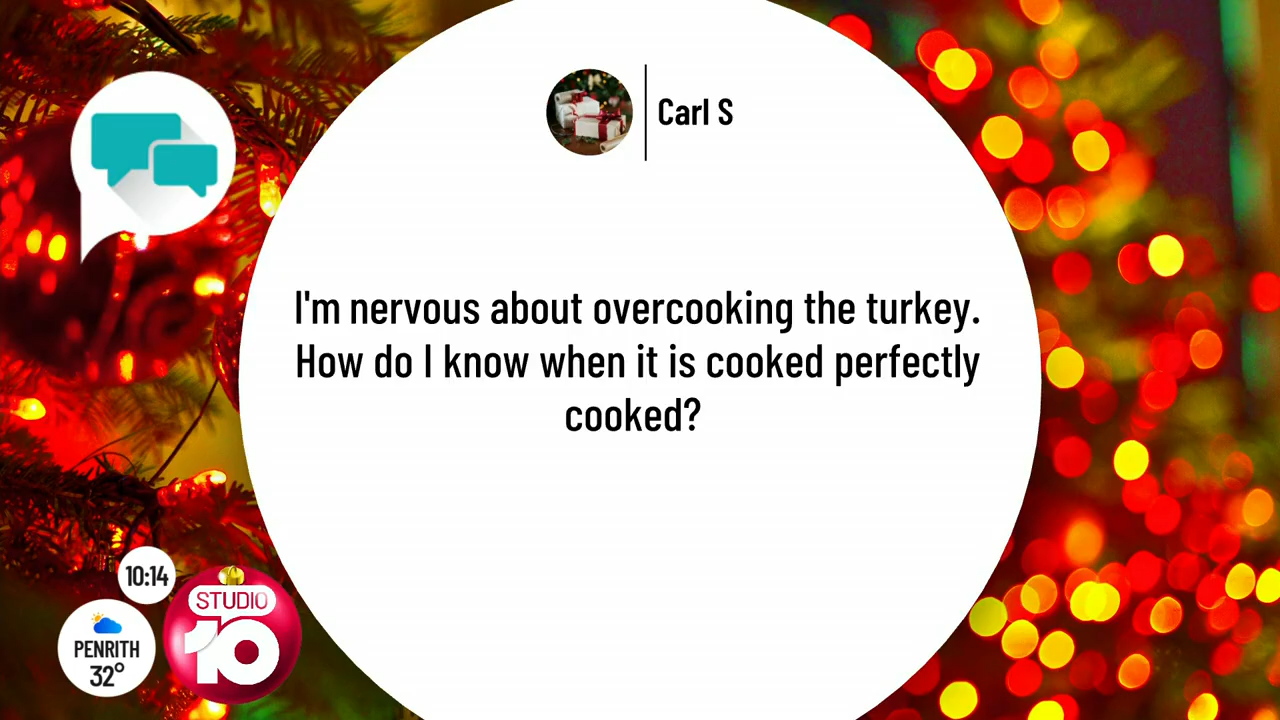 Carl S
I'm nervous about overcooking the turkey.
How do I know when it is cooked perfectly
cooked?
10:14
STUDIO
10
PENRITH
32°